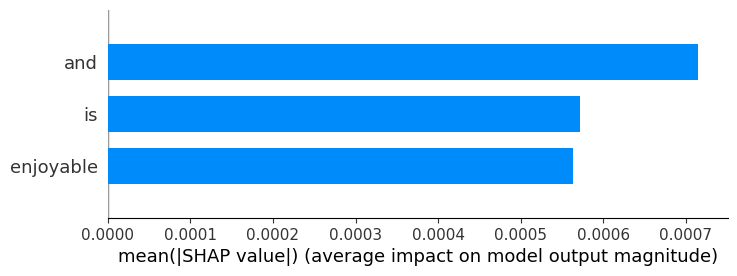 and
is
enjoyable
0.0000 0.0001 0.0002 0.0003 0.0004 0.0005 0.0006 0.0007
mean(|SHAP value|) (average impact on model output magnitude)